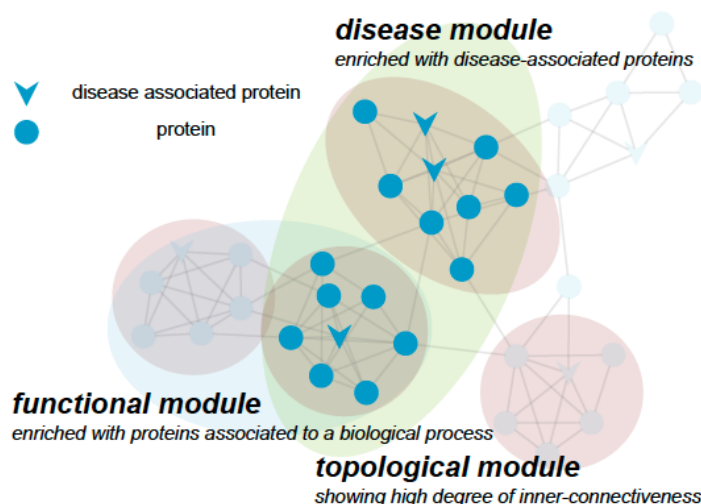 disease module
enriched with disease-associated proteins
disease associated protein
protein
functional module
enriched with proteins associated to a biological process
topological module
showing high degree of inner-connectiveness